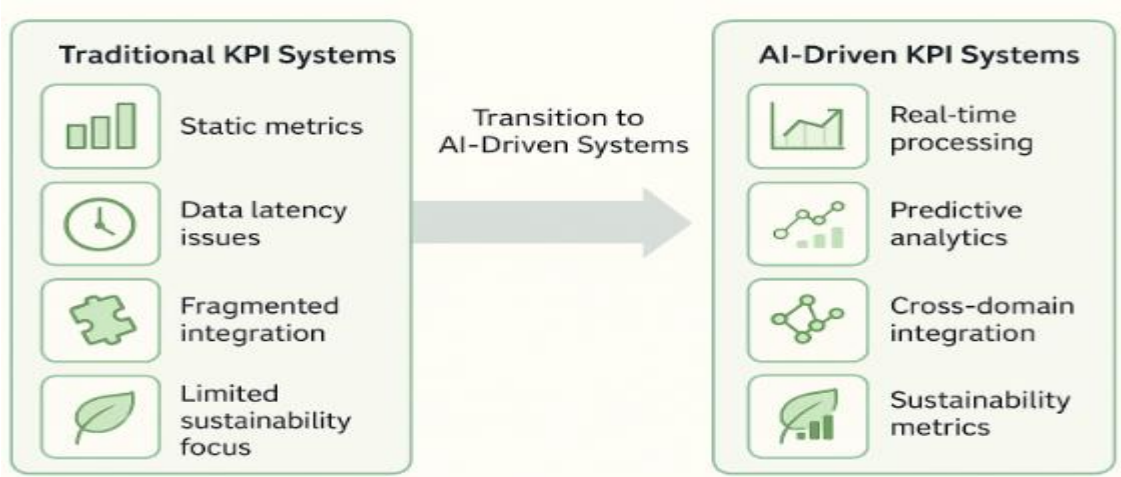 Traditional KPI Systems
Static metrics
Data latency
issues
Fragmented
integration
Limited
sustainability
focus
Transition to
AI-Driven Systems
AI-Driven KPI Systems
Real-time
processing
Predictive
analytics
Cross-domain
integration
Sustainability
metrics